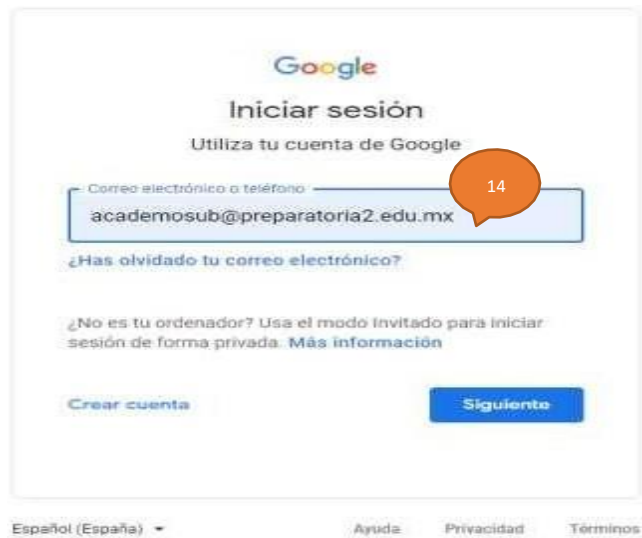 Google
Iniciar sesión
Utiliza tu cuenta de Google
Correo electrónico o teléfono
14
academosub@preparatoria2.edu.mx
¿Has olvidado tu correo electrónico?
¿No es tu ordenador? Usa el modo Invitado para iniciar
sesión de forma privada. Más información
Crear cuenta
Siguiente
Español (España)
Ayuda
Privacidad
Términos